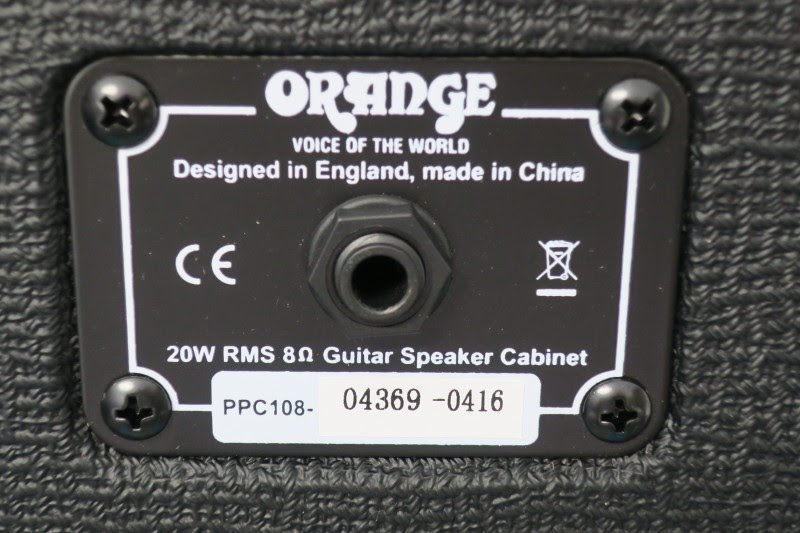 ORANGE
VOICE OF THE WORLD
Designed in England, made in China
CE
20W RMS 8Ω Guitar Speaker Cabinet
PPC108- 04369 -0416